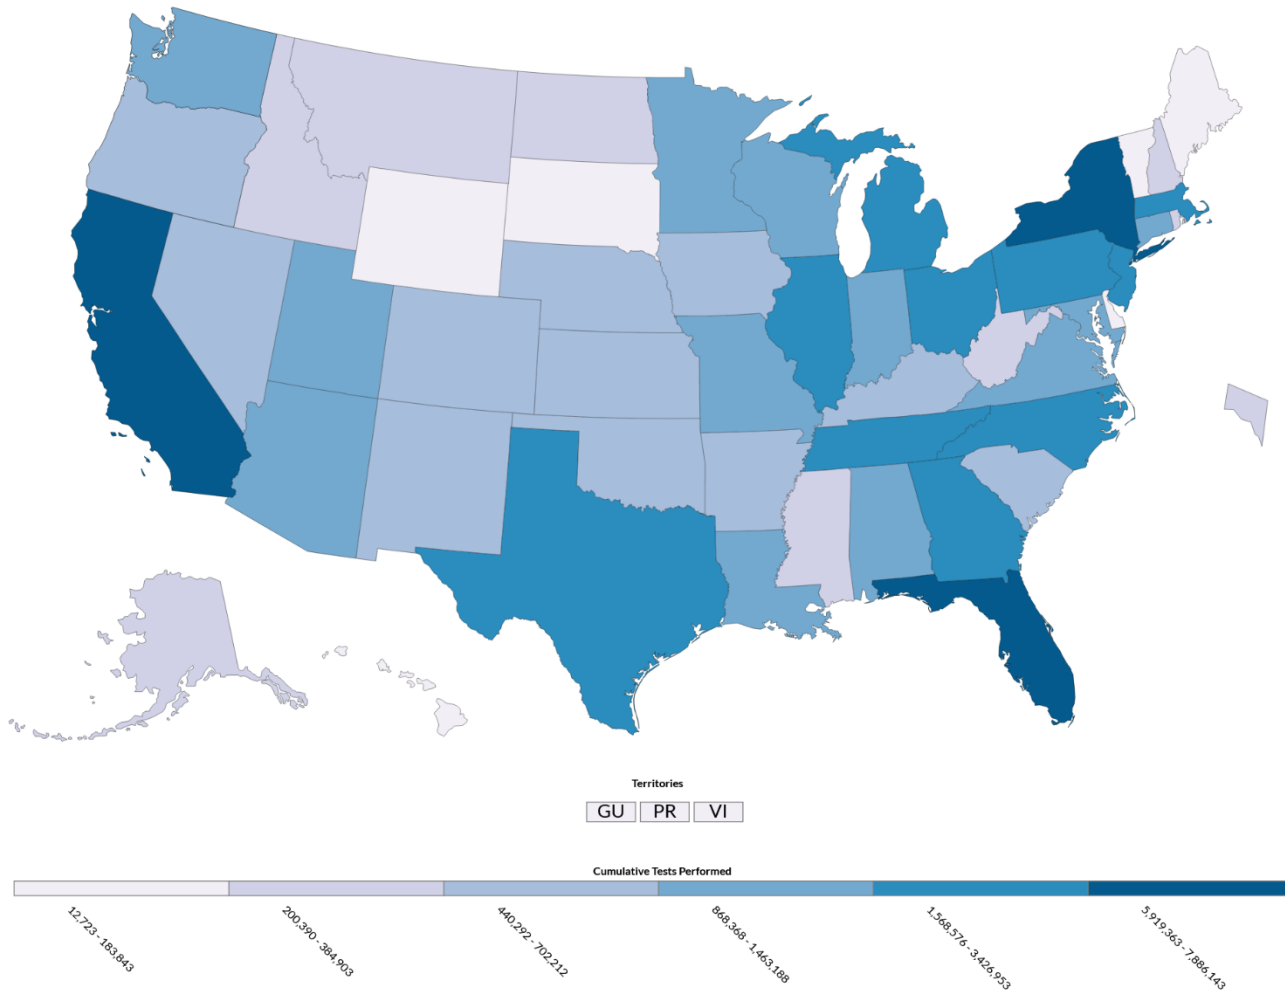 Territories
GU PR VI
Cumulative Tests Performed
12,723 - 183,843
200,390 - 384,903
440,292 - 702,212
868,368 - 1,463,188
1,568,576 - 3,426,953
5,919,363 - 7,886,143